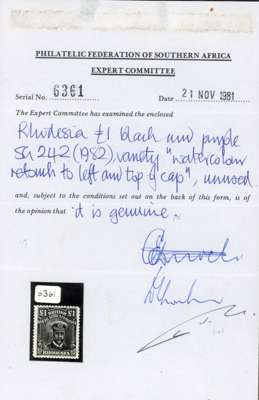 PHILATELIC FEDERATION OF SOUTHERN AFRICA
EXPERT COMMITTEE
Serial No. 6361 Date 21 NOV 1981
The Expert Committee has examined the enclosed
Rhodesia £1 black and purple
SG 242 (1982), variety "watercolour
retouch to left and top of cap", unused
and, subject to the conditions set out on the back of this form, is of
the opinion that it is genuine.
0361
£1 BRITISH £1
RHODESIA